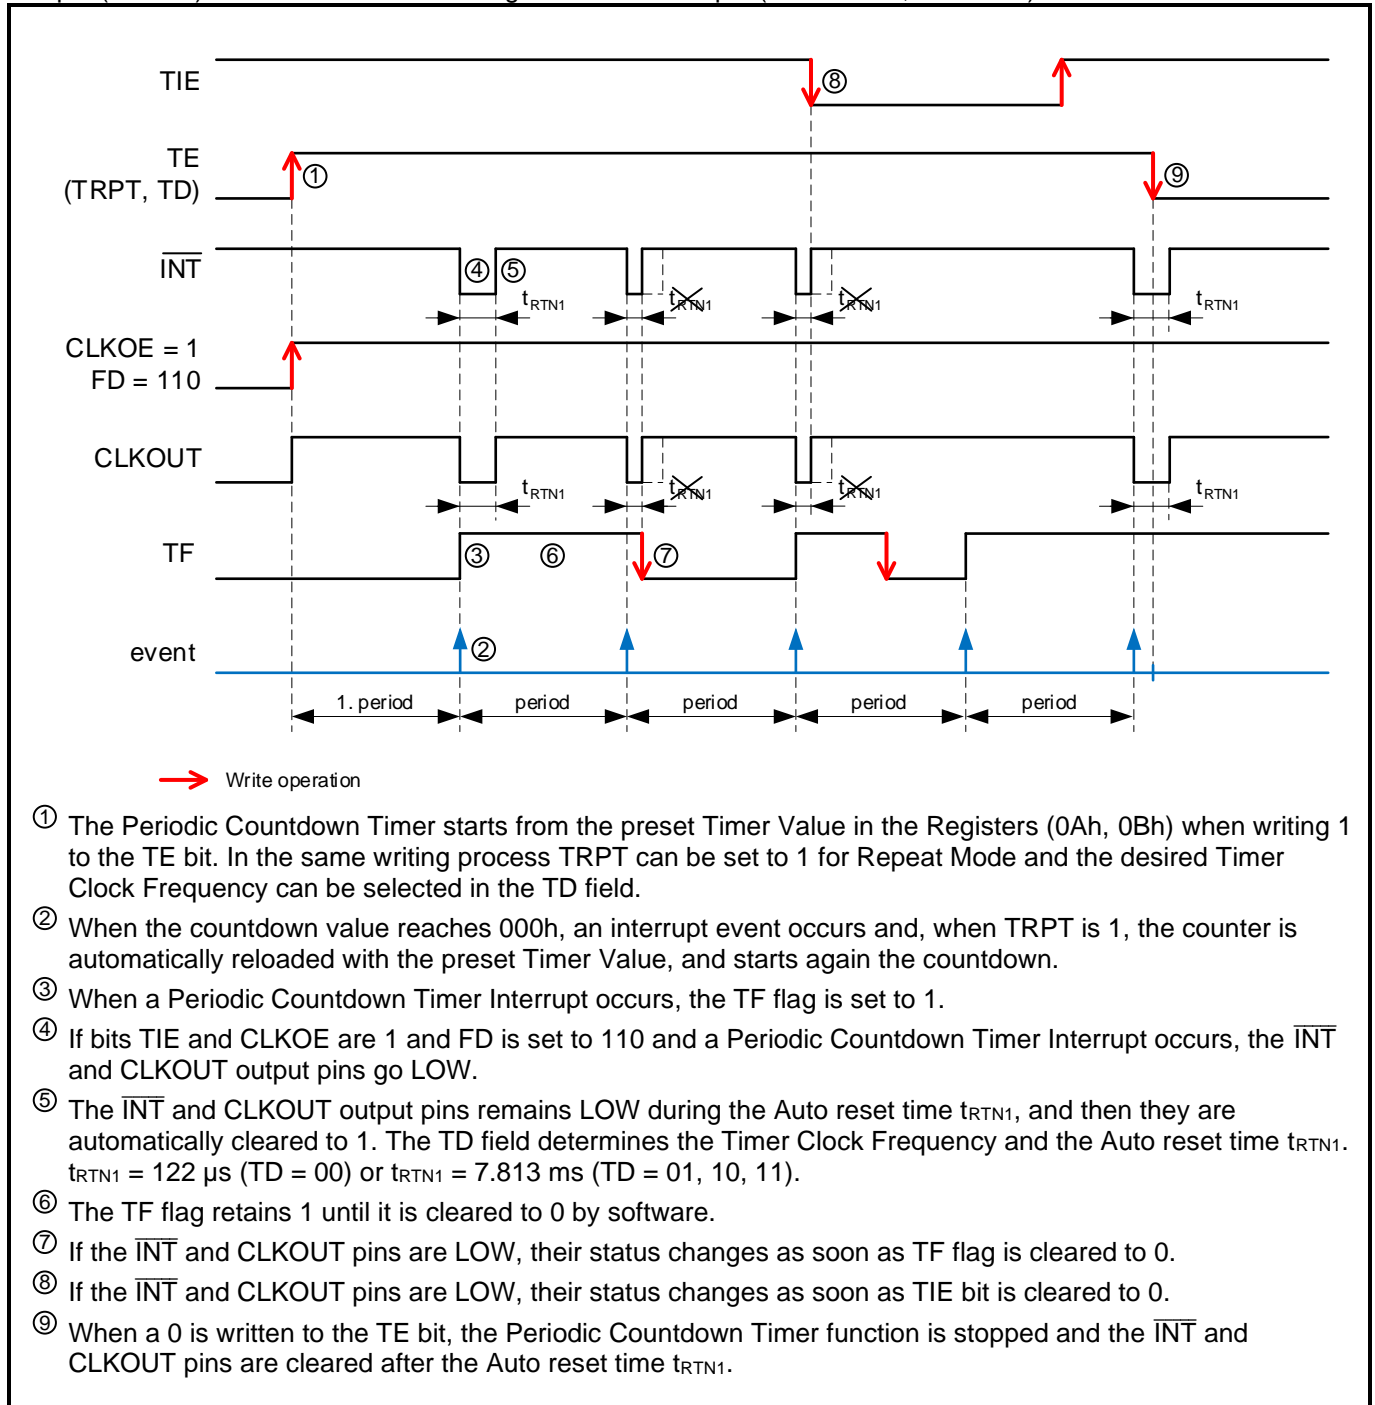 TIE
⑧
TE
(TRPT, TD)
①
⑨
INT
④ ⑤
tRTN1
tRTN1
tRTN1
tRTN1
CLKOE = 1
FD = 110
CLKOUT
tRTN1
tRTN1
tRTN1
tRTN1
TF
③ ⑥ ⑦
event
②
1. period period period period period
Write operation
① The Periodic Countdown Timer starts from the preset Timer Value in the Registers (0Ah, 0Bh) when writing 1
to the TE bit. In the same writing process TRPT can be set to 1 for Repeat Mode and the desired Timer
Clock Frequency can be selected in the TD field.
② When the countdown value reaches 000h, an interrupt event occurs and, when TRPT is 1, the counter is
automatically reloaded with the preset Timer Value, and starts again the countdown.
③ When a Periodic Countdown Timer Interrupt occurs, the TF flag is set to 1.
④ If bits TIE and CLKOE are 1 and FD is set to 110 and a Periodic Countdown Timer Interrupt occurs, the INT
and CLKOUT output pins go LOW.
⑤ The INT and CLKOUT output pins remains LOW during the Auto reset time tRTN1, and then they are
automatically cleared to 1. The TD field determines the Timer Clock Frequency and the Auto reset time tRTN1.
tRTN1 = 122 µs (TD = 00) or tRTN1 = 7.813 ms (TD = 01, 10, 11).
⑥ The TF flag retains 1 until it is cleared to 0 by software.
⑦ If the INT and CLKOUT pins are LOW, their status changes as soon as TF flag is cleared to 0.
⑧ If the INT and CLKOUT pins are LOW, their status changes as soon as TIE bit is cleared to 0.
⑨ When a 0 is written to the TE bit, the Periodic Countdown Timer function is stopped and the INT and
CLKOUT pins are cleared after the Auto reset time tRTN1.